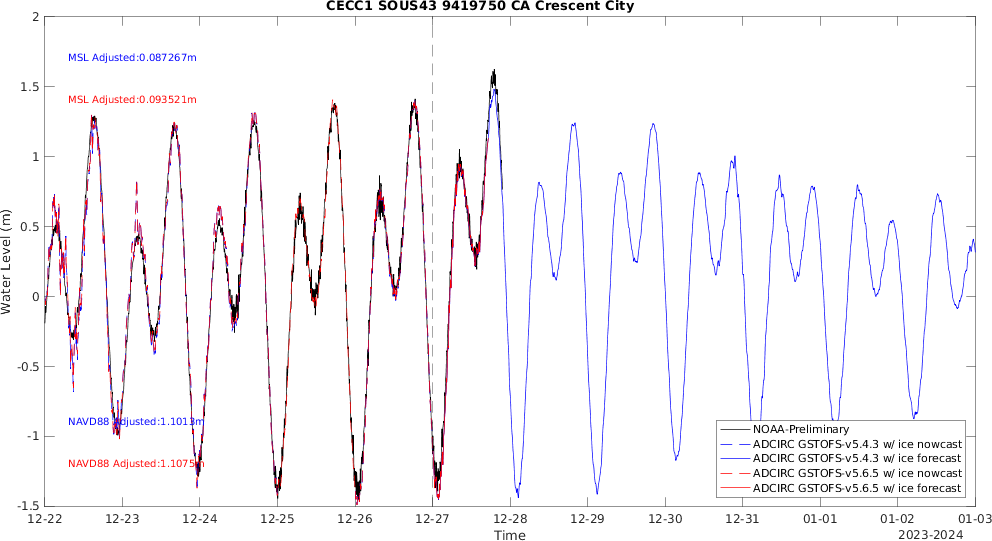 CECC1 SOUS43 9419750 CA Crescent City
2
1.5
1
0.5
0
-0.5
-1
-1.5
Water Level (m)
MSL Adjusted:0.087267m
MSL Adjusted:0.093521m
NAVD88 Adjusted:1.1013m
NAVD88 Adjusted:1.1075m
NOAA-Preliminary
ADCIRC GSTOFS-v5.4.3 w/ ice nowcast
ADCIRC GSTOFS-v5.4.3 w/ ice forecast
ADCIRC GSTOFS-v5.6.5 w/ ice nowcast
ADCIRC GSTOFS-v5.6.5 w/ ice forecast
12-22 12-23 12-24 12-25 12-26 12-27 12-28 12-29 12-30 12-31 01-01 01-02 01-03
Time
2023-2024